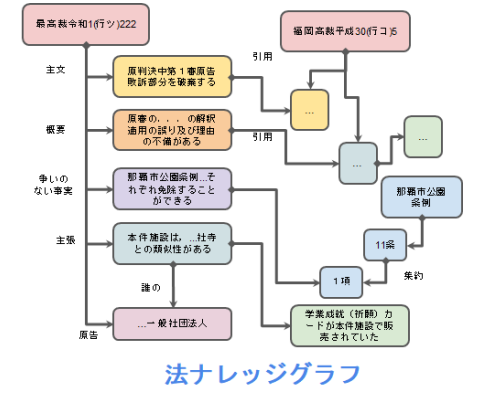 最高裁令和1(行ツ)222
福岡高裁平成30(行コ)5
主文
原判決中第1審原告
敗訴部分を破棄する
引用
...
概要
原審の...の解釈
適用の誤り及び理由
の不備がある
引用
...
...
争いの
ない事実
那覇市公園条例...そ
れぞれ免除すること
ができる
那覇市公園
条例
主張
本件施設は, ...社寺
との類似性がある
11条
集約
1項
誰の
原告
...一般社団法人
学業成就(祈願)カ
ードが本件施設で販
売されていた
法ナレッジグラフ